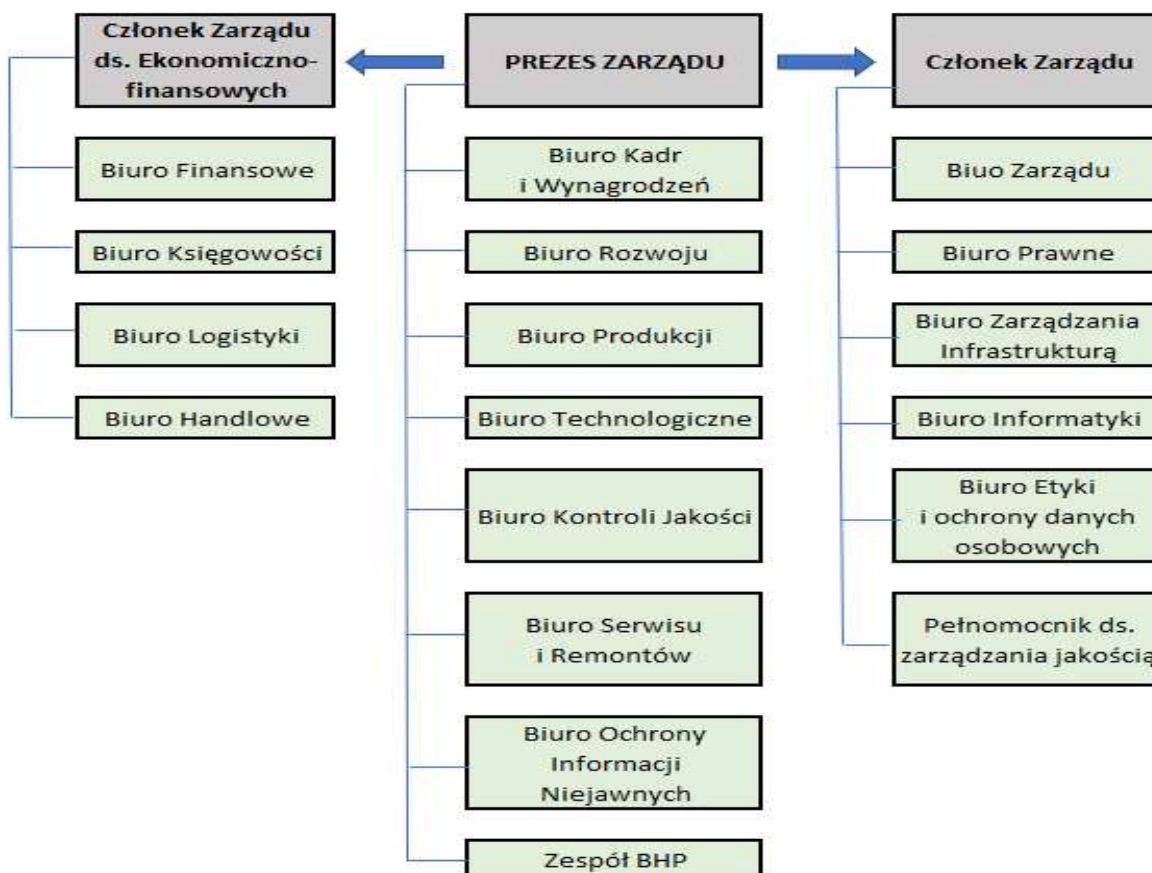 Członek Zarządu
ds. Ekonomiczno-
finansowych
Biuro Finansowe
Biuro Księgowości
Biuro Logistyki
Biuro Handlowe
PREZES ZARZĄDU
Biuro Kadr
i Wynagrodzeń
Biuro Rozwoju
Biuro Produkcji
Biuro Technologiczne
Biuro Kontroli Jakości
Biuro Serwisu
i Remontów
Biuro Ochrony
Informacji
Niejawnych
Zespół BHP
Członek Zarządu
Biuo Zarządu
Biuro Prawne
Biuro Zarządzania
Infrastrukturą
Biuro Informatyki
Biuro Etyki
i ochrony danych
osobowych
Pełnomocnik ds.
zarządzania jakością